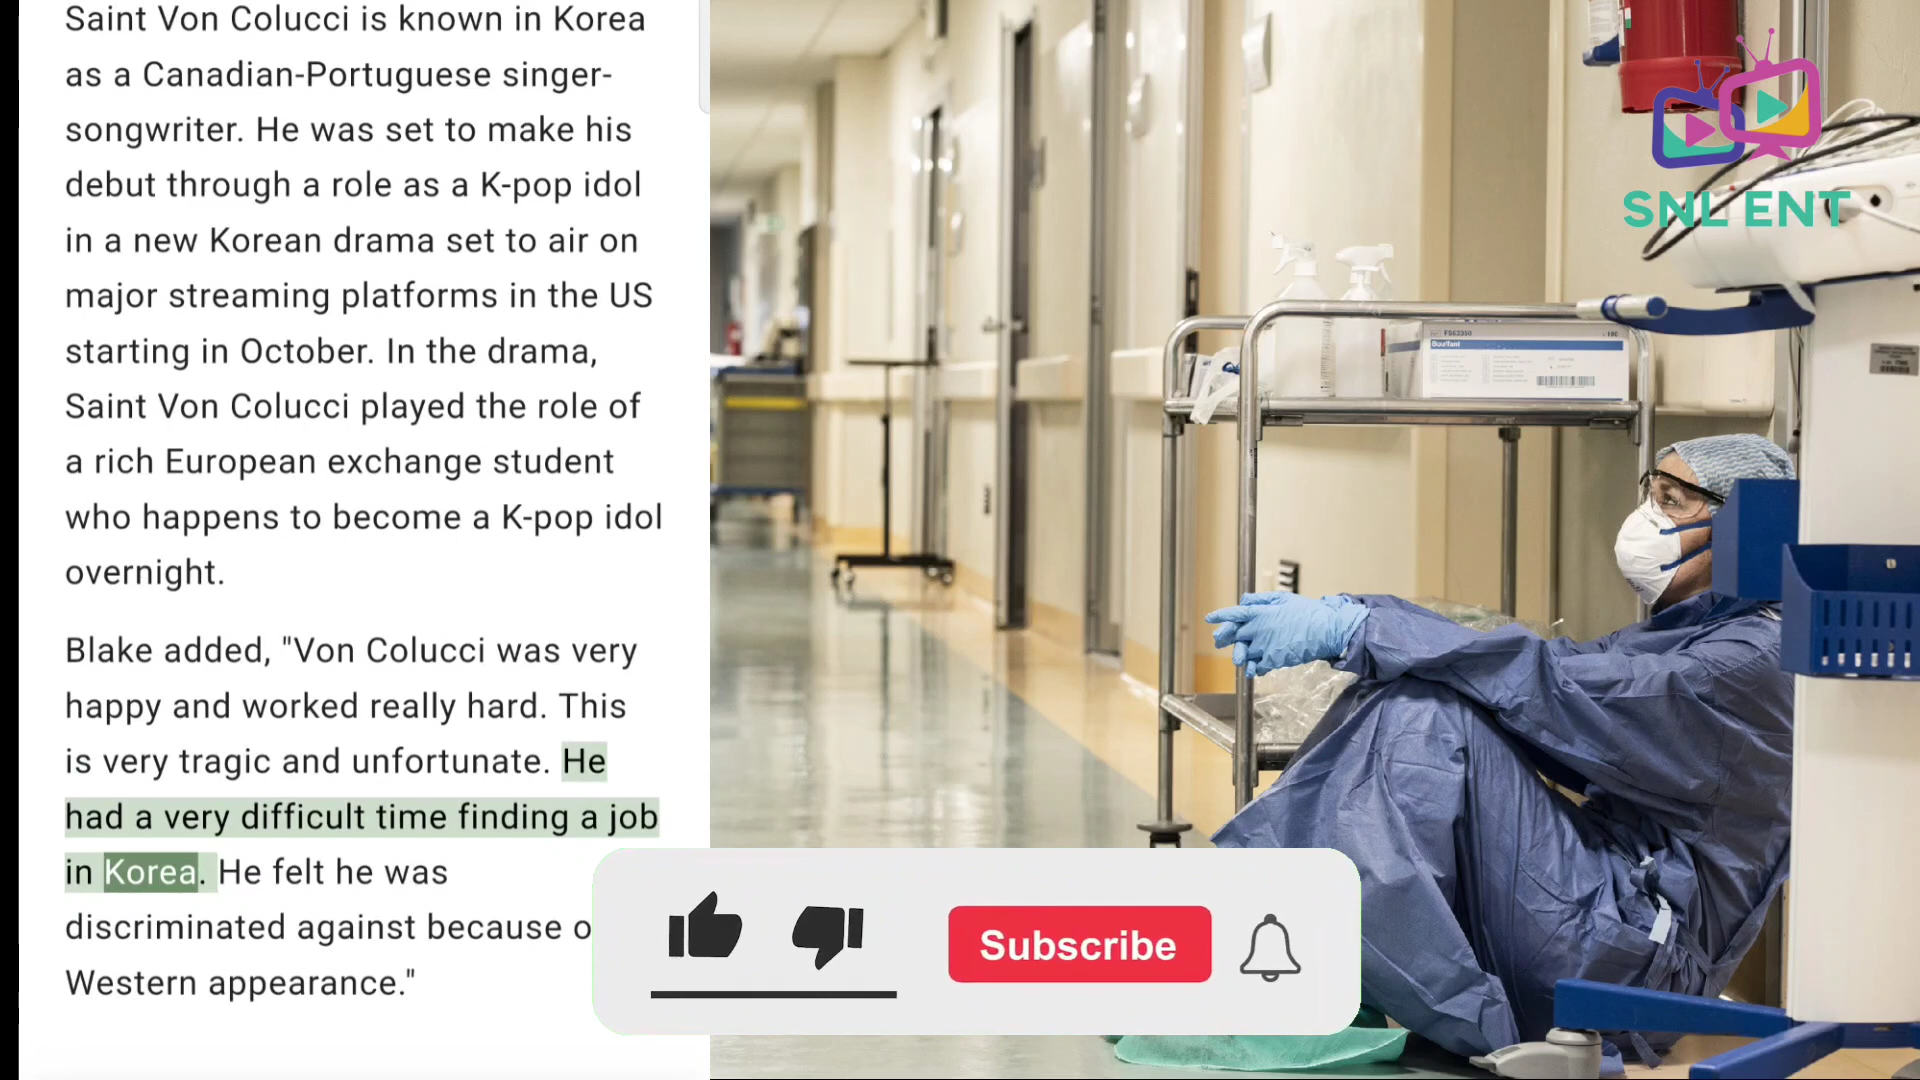 Saint Von Colucci is known in Korea
as a Canadian-Portuguese singer-
songwriter. He was set to make his
debut through a role as a K-pop idol
in a new Korean drama set to air on
major streaming platforms in the US
starting in October. In the drama,
Saint Von Colucci played the role of
a rich European exchange student
who happens to become a K-pop idol
overnight.
Blake added, "Von Colucci was very
happy and worked really hard. This
is very tragic and unfortunate. He
had a very difficult time finding a job
in Korea. He felt he was
discriminated against because o
Western appearance."
SNL ENT
FS63350
Bouffant
Subscribe